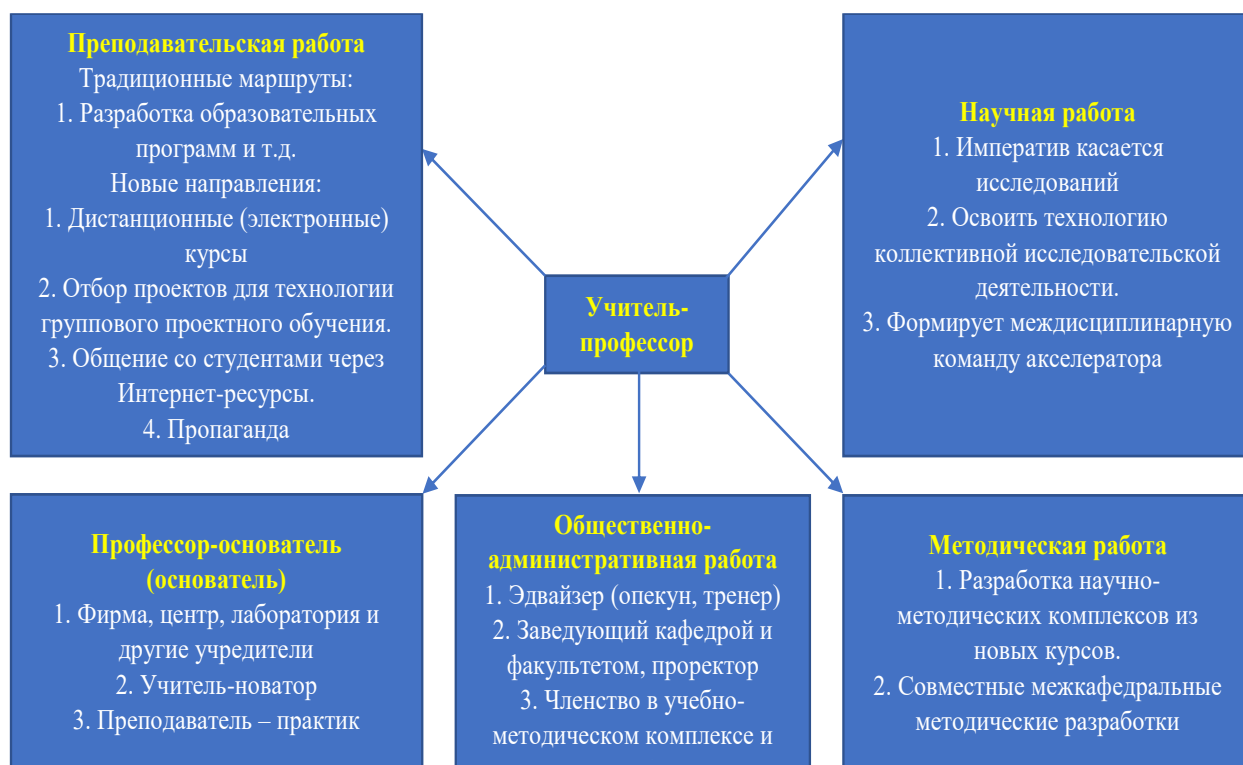 Преподавательская работа
Традиционные маршруты:
1. Разработка образовательных
программ и т.д.
Новые направления:
1. Дистанционные (электронные)
курсы
2. Отбор проектов для технологии
группового проектного обучения.
3. Общение со студентами через
Интернет-ресурсы.
4. Пропаганда
Научная работа
1. Императив касается
исследований
2. Освоить технологию
коллективной исследовательской
деятельности.
3. Формирует междисциплинарную
команду акселератора
Учитель-
профессор
Профессор-основатель
(основатель)
1. Фирма, центр, лаборатория и
другие учредители
2. Учитель-новатор
3. Преподаватель – практик
Общественно-
административная работа
1. Эдвайзер (опекун, тренер)
2. Заведующий кафедрой и
факультетом, проректор
3. Членство в учебно-
методическом комплексе и
Методическая работа
1. Разработка научно-
методических комплексов из
новых курсов.
2. Совместные межкафедральные
методические разработки